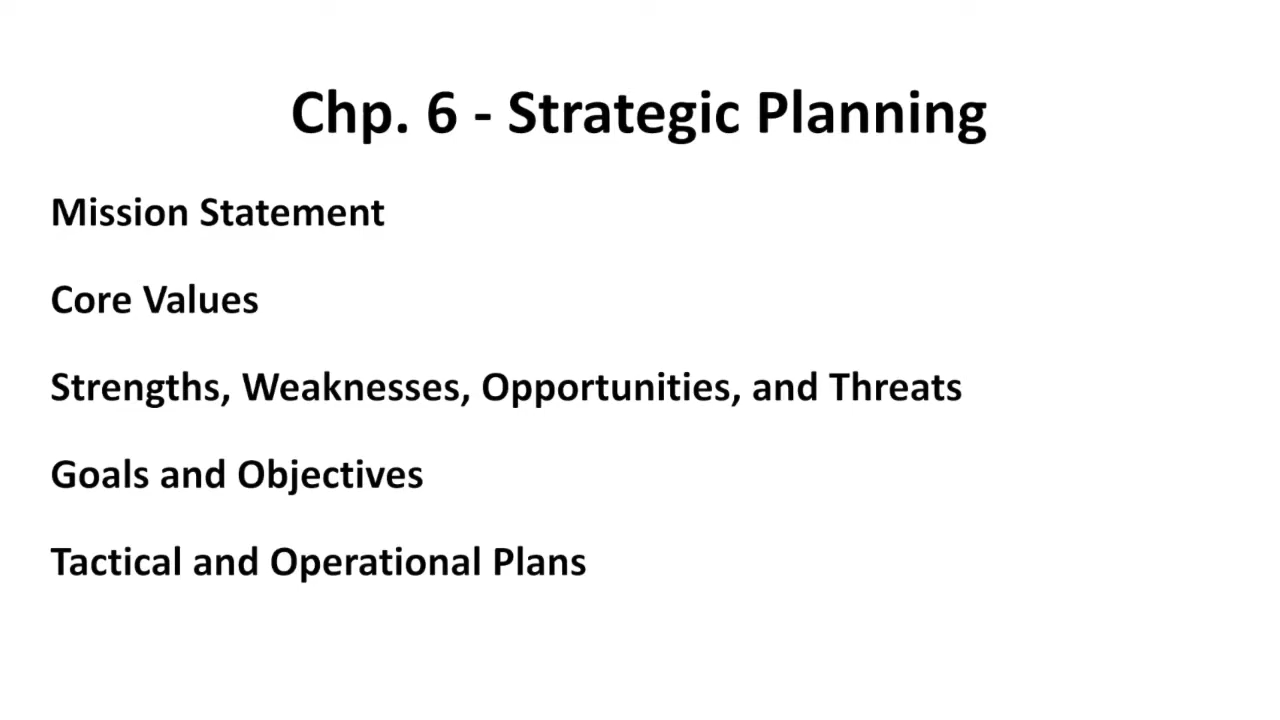 Chp. 6 - Strategic Planning
Mission Statement
Core Values
Strengths, Weaknesses, Opportunities, and Threats
Goals and Objectives
Tactical and Operational Plans